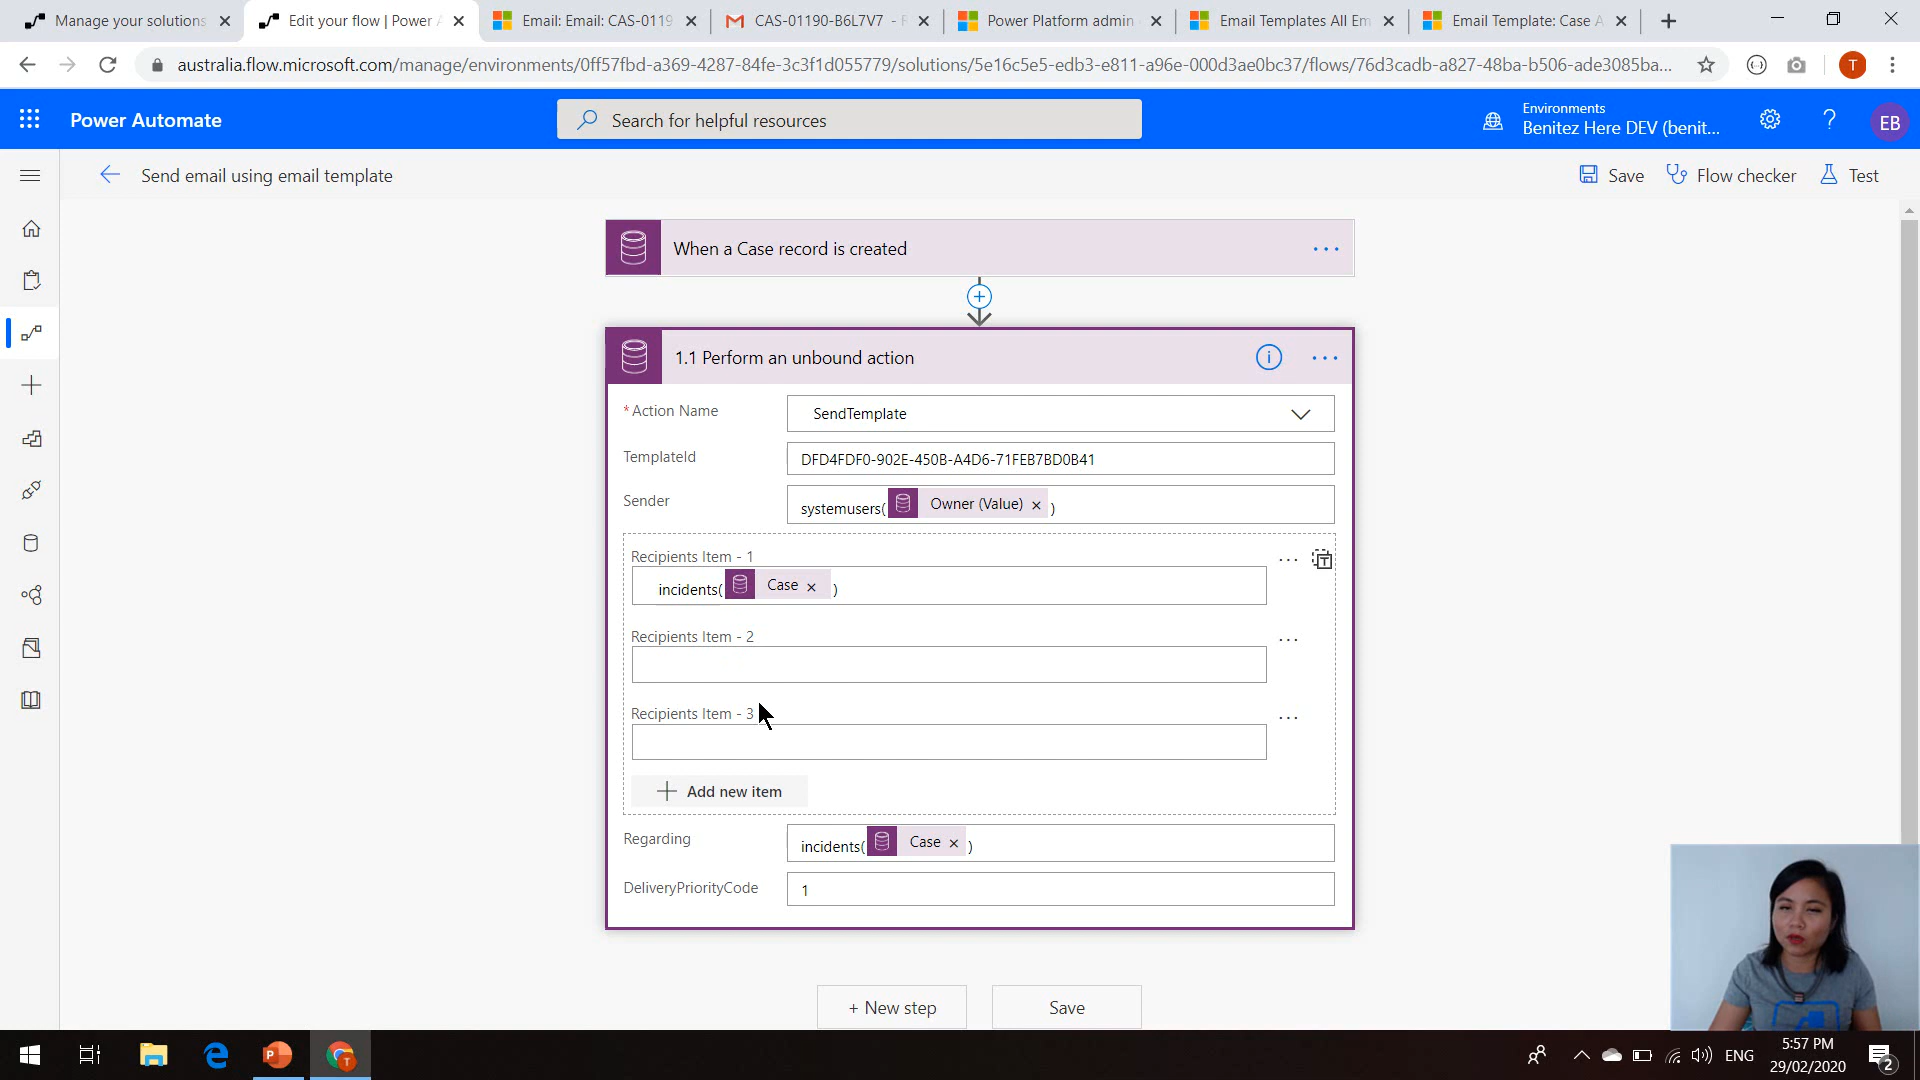 Manage your solutions
Edit your flow | Power A
Email: Email: CAS-0119
CAS-01190-B6L7V7 - R
Power Platform admin
Email Templates All Em
Email Template: Case A
australia.flow.microsoft.com/manage/environments/0ff57fbd-a369-4287-84fe-3c3f1d055779/solutions/5e16c5e5-edb3-e811-a96e-000d3ae0bc37/flows/76d3cadb-a827-48ba-b506-ade3085ba...
T
Power Automate
Search for helpful resources
Environments
Benitez Here DEV (benit...
EB
Send email using email template
Save
Flow checker
Test
When a Case record is created
1.1 Perform an unbound action
* Action Name
SendTemplate
TemplateId
DFD4FDF0-902E-450B-A4D6-71FEB7BD0B41
Sender
systemusers( Owner (Value) × )
Recipients Item - 1
incidents( Case × )
Recipients Item - 2
Recipients Item - 3
Add new item
Regarding
incidents( Case × )
DeliveryPriorityCode
1
+ New step
Save
ENG
5:57 PM
29/02/2020
2